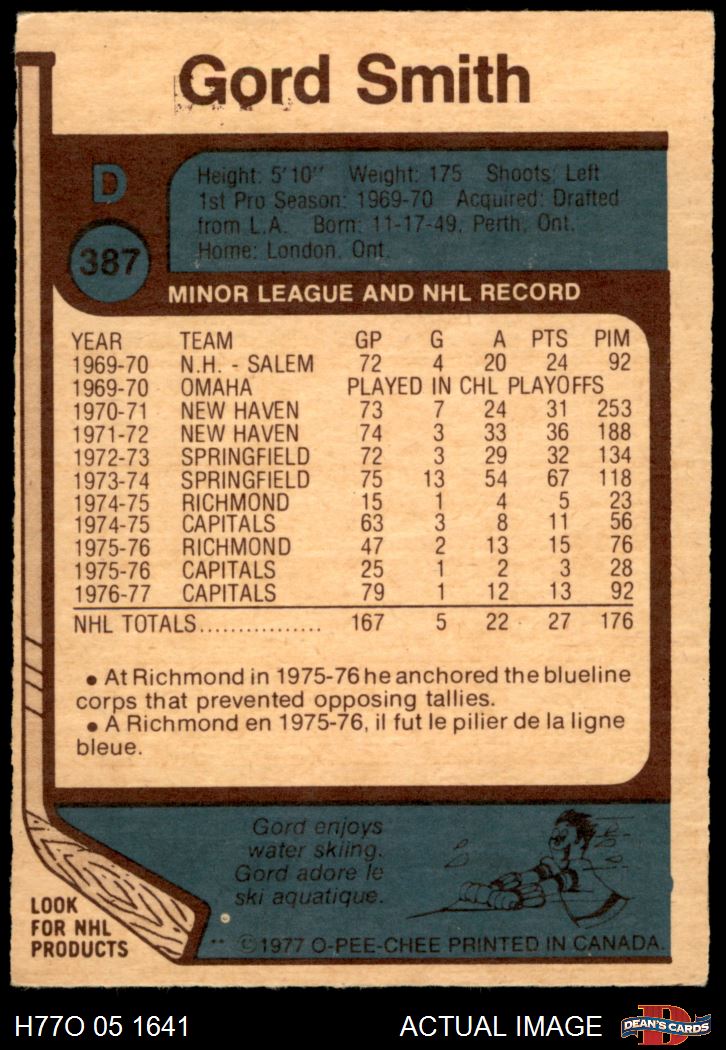 Gord Smith
D
387
Height: 5'10" Weight: 175 Shoots: Left
1st Pro Season: 1969-70 Acquired: Drafted
from L.A. Born: 11-17-49, Perth, Ont.
Home: London, Ont.
MINOR LEAGUE AND NHL RECORD
YEAR TEAM GP G A PTS PIM
1969-70 N.H. - SALEM 72 4 20 24 92
1969-70 OMAHA PLAYED IN CHL PLAYOFFS
1970-71 NEW HAVEN 73 7 24 31 253
1971-72 NEW HAVEN 74 3 33 36 188
1972-73 SPRINGFIELD 72 3 29 32 134
1973-74 SPRINGFIELD 75 13 54 67 118
1974-75 RICHMOND 15 1 4 5 23
1974-75 CAPITALS 63 3 8 11 56
1975-76 RICHMOND 47 2 13 15 76
1975-76 CAPITALS 25 1 2 3 28
1976-77 CAPITALS 79 1 12 13 92
NHL TOTALS................ 167 5 22 27 176
• At Richmond in 1975-76 he anchored the blueline
corps that prevented opposing tallies.
• A Richmond en 1975-76, il fut le pilier de la ligne
bleue.
Gord enjoys
water skiing.
Gord adore le
ski aquatique.
LOOK
FOR NHL
PRODUCTS
** ©1977 O-PEE-CHEE PRINTED IN CANADA.
H77O 05 1641
ACTUAL IMAGE
D
DEAN'S CARDS